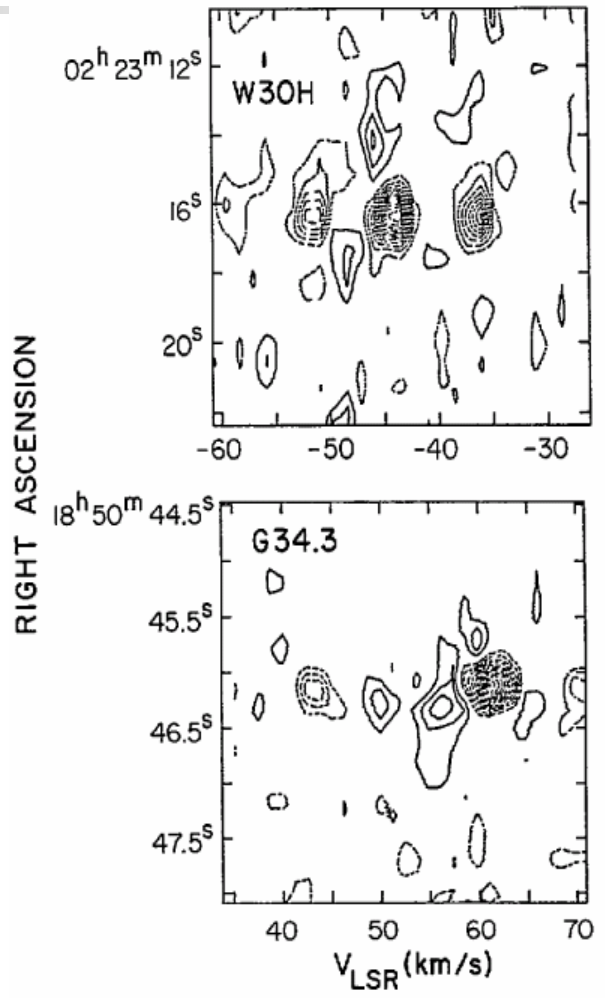 02h 23m 12s
W3OH
16s
20s
-60 -50 -40 -30
RIGHT ASCENSION
18h 50m 44.5s
G34.3
45.5s
46.5s
47.5s
40 50 60 70
VLSR (km/s)